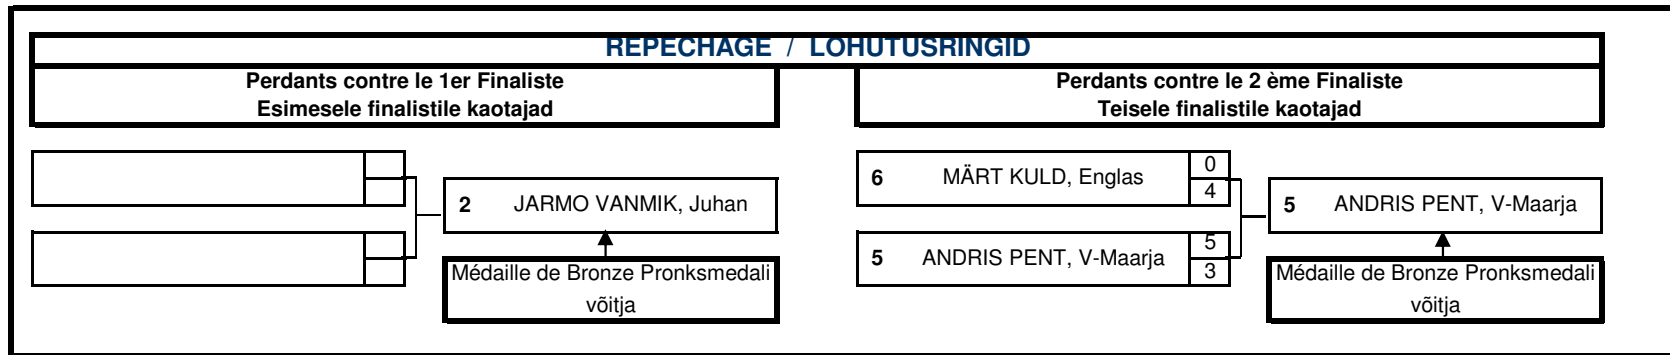 REPECHAGE / LOHUTUSRINGID
Perdants contre le 1er Finaliste
Esimesele finalistile kaotajad
Perdants contre le 2 ème Finaliste
Teisele finalistile kaotajad
2 JARMO VANMIK, Juhan
Médaille de Bronze Pronksmedali
võitja
6 MÄRT KULD, Englas 0
4
5 ANDRIS PENT, V-Maarja 5
3
5 ANDRIS PENT, V-Maarja
Médaille de Bronze Pronksmedali
võitja